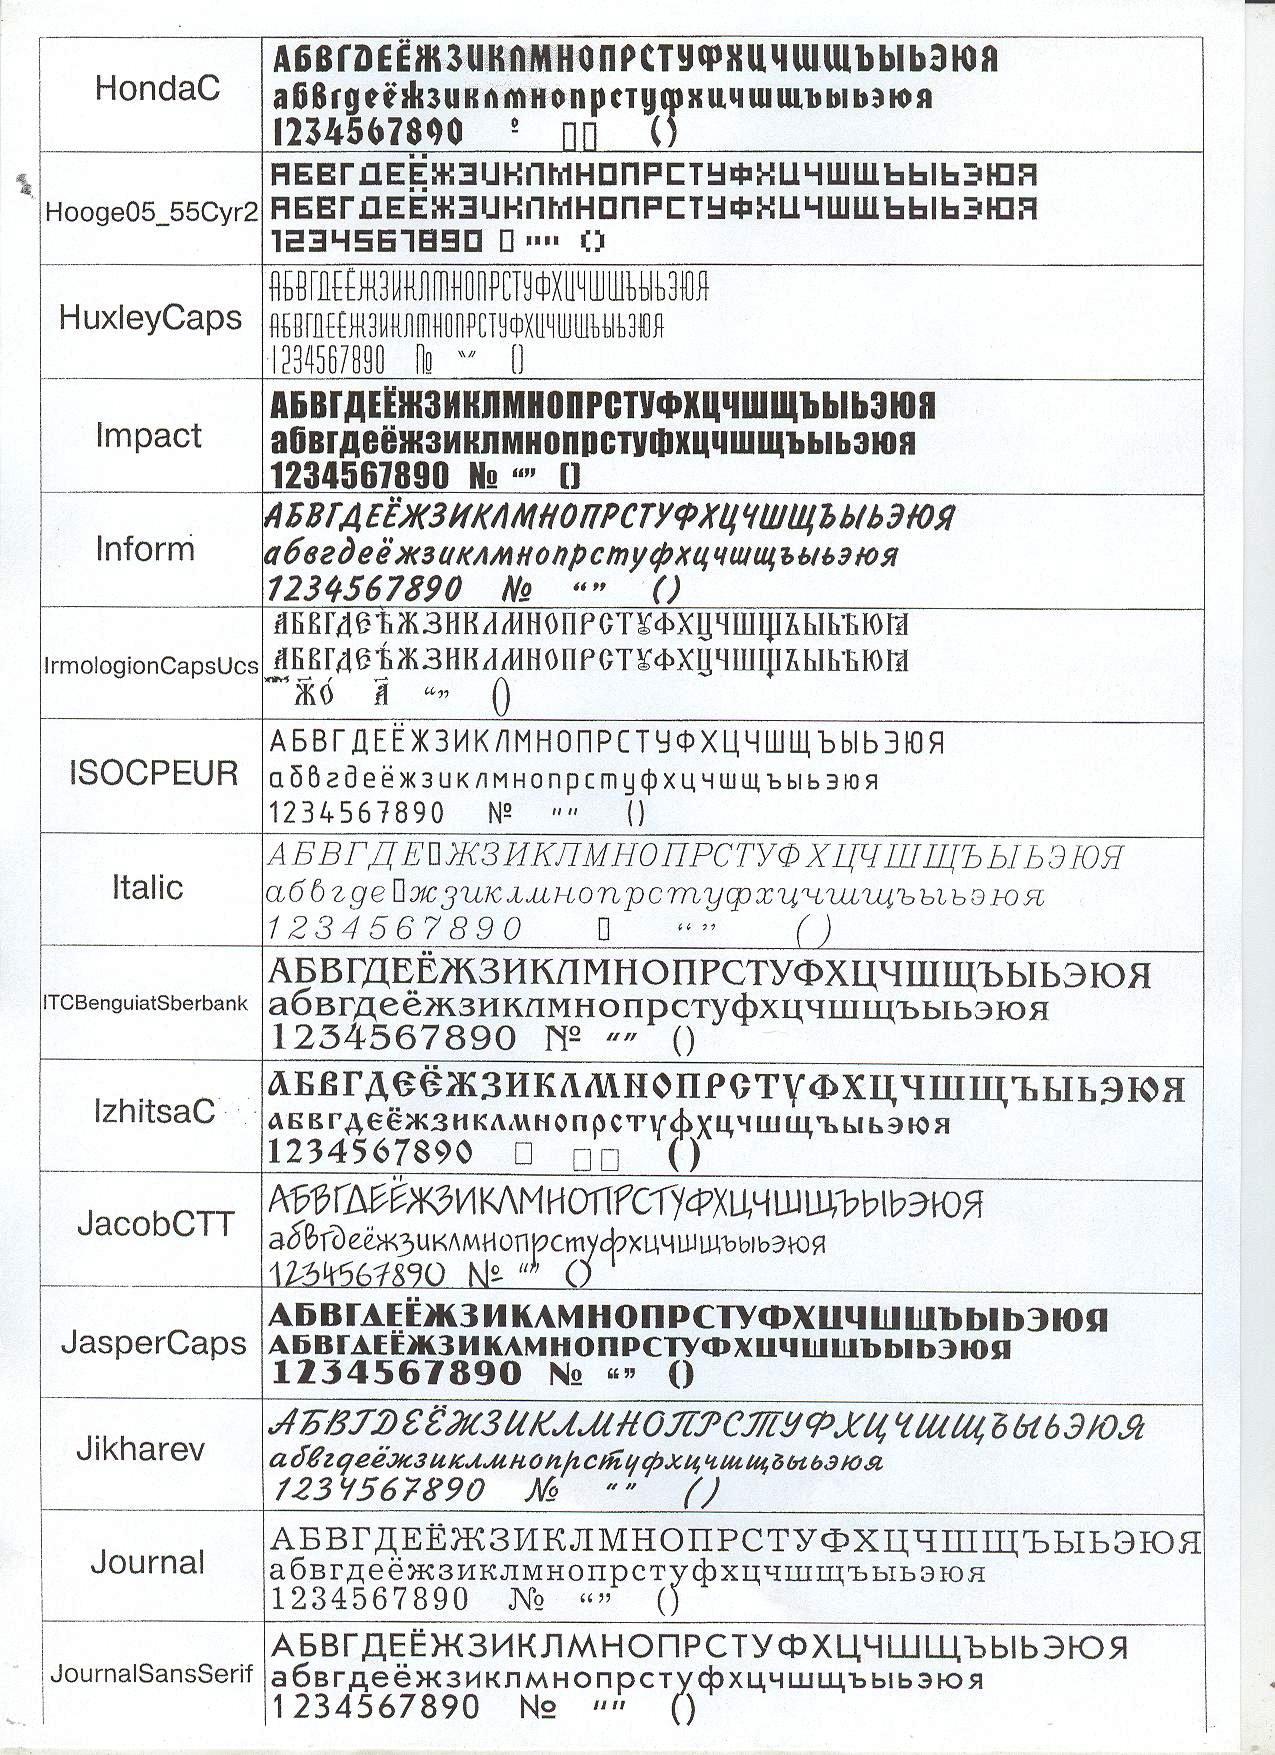 HondaC
АБВГДЕЁЖЗИКЛМНОПРСТУФХЦЧШЩЪЫЬЭЮЯ
абвгдеёжзиклмнопрстуфхцчшщъыьэюя
1234567890 º ▯▯ ()
Hooge05_55Cyr2
АБВГДЕЁЖЗИКЛМНОПРСТУФХЦЧШЩЪЫЬЭЮЯ
АБВГДЕЁЖЗИКЛМНОПРСТУФХЦЧШЩЪЫЬЭЮЯ
1234567890 ▯ "" ()
HuxleyCaps
АБВГДЕЁЖЗИКЛМНОПРСТУФХЦЧШЩЪЫЬЭЮЯ
АБВГДЕЁЖЗИКЛМНОПРСТУФХЦЧШЩЪЫЬЭЮЯ
1234567890 № “” ()
Impact
АБВГДЕЁЖЗИКЛМНОПРСТУФХЦЧШЩЪЫЬЭЮЯ
абвгдеёжзиклмнопрстуфхцчшщъыьэюя
1234567890 № “” ()
Inform
АБВГДЕЁЖЗИКЛМНОПРСТУФХЦЧШЩЪЫЬЭЮЯ
абвгдеёжзиклмнопрстуфхцчшщъыьэюя
1234567890 № “” ()
IrmologionCapsUcs
АБВГДЕѢЖЗИКЛМНОПРСТꙊФХЦЧШЩЪЫЬѢЮꙖ
АБВГДЕѢЖЗИКЛМНОПРСТꙊФХЦЧШЩЪЫЬѢЮꙖ
Ж О́ А “” ()
ISOCPEUR
АБВГДЕЁЖЗИКЛМНОПРСТУФХЦЧШЩЪЫЬЭЮЯ
абвгдеёжзиклмнопрстуфхцчшщъыьэюя
1234567890 № "" ()
Italic
АБВГДЕ▯ЖЗИКЛМНОПРСТУФХЦЧШЩЪЫЬЭЮЯ
абвгде▯жзиклмнопрстуфхцчшщъыьэюя
1234567890 ▯ “” ()
ITCBenguiatSberbank
АБВГДЕЁЖЗИКЛМНОПРСТУФХЦЧШЩЪЫЬЭЮЯ
абвгдеёжзиклмнопрстуфхцчшщъыьэюя
1234567890 № “” ()
IzhitsaC
АБВГДЕЁЖЗИКЛМНОПРСТУФХЦЧШЩЪЫЬЭЮЯ
абвгдеёжзиклмнопрстуфхцчшщъыьэюя
1234567890 ▯ ▯▯ ()
JacobCTT
АБВГДЕЁЖЗИКЛМНОПРСТУФХЦЧШЩЪЫЬЭЮЯ
абвгдеёжзиклмнопрстуфхцчшщъыьэюя
1234567890 № “” ()
JasperCaps
АБВГДЕЁЖЗИКЛМНОПРСТУФХЦЧШЩЪЫЬЭЮЯ
АБВГДЕЁЖЗИКЛМНОПРСТУФХЦЧШЩЪЫЬЭЮЯ
1234567890 № “” ()
Jikharev
АБВГДЕЁЖЗИКЛМНОПРСТУФХЦЧШЩЪЫЬЭЮЯ
абвгдеёжзиклмнопрстуфхцчшщъыьэюя
1234567890 № “” ()
Journal
АБВГДЕЁЖЗИКЛМНОПРСТУФХЦЧШЩЪЫЬЭЮЯ
абвгдеёжзиклмнопрстуфхцчшщъыьэюя
1234567890 № “” ()
JournalSansSerif
АБВГДЕЁЖЗИКЛМНОПРСТУФХЦЧШЩЪЫЬЭЮЯ
абвгдеёжзиклмнопрстуфхцчшщъыьэюя
1234567890 № “” ()